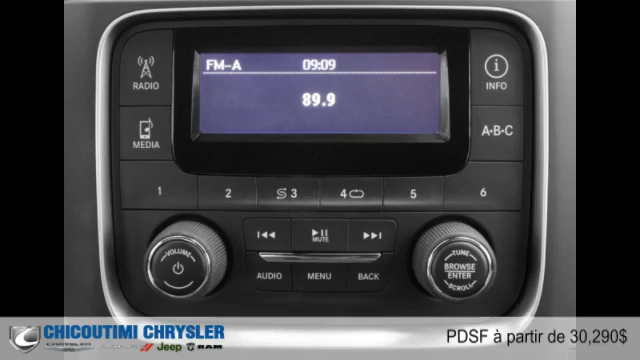 FM-A 09:09
89.9
RADIO
MEDIA
INFO
A•B•C
1 2 3 4 5 6
MUTE
AUDIO MENU BACK
VOLUME
TUNE
BROWSE
ENTER
SCROLL
CHICOUTIMI CHRYSLER
Jeep RAM
PDSF à partir de 30,290$